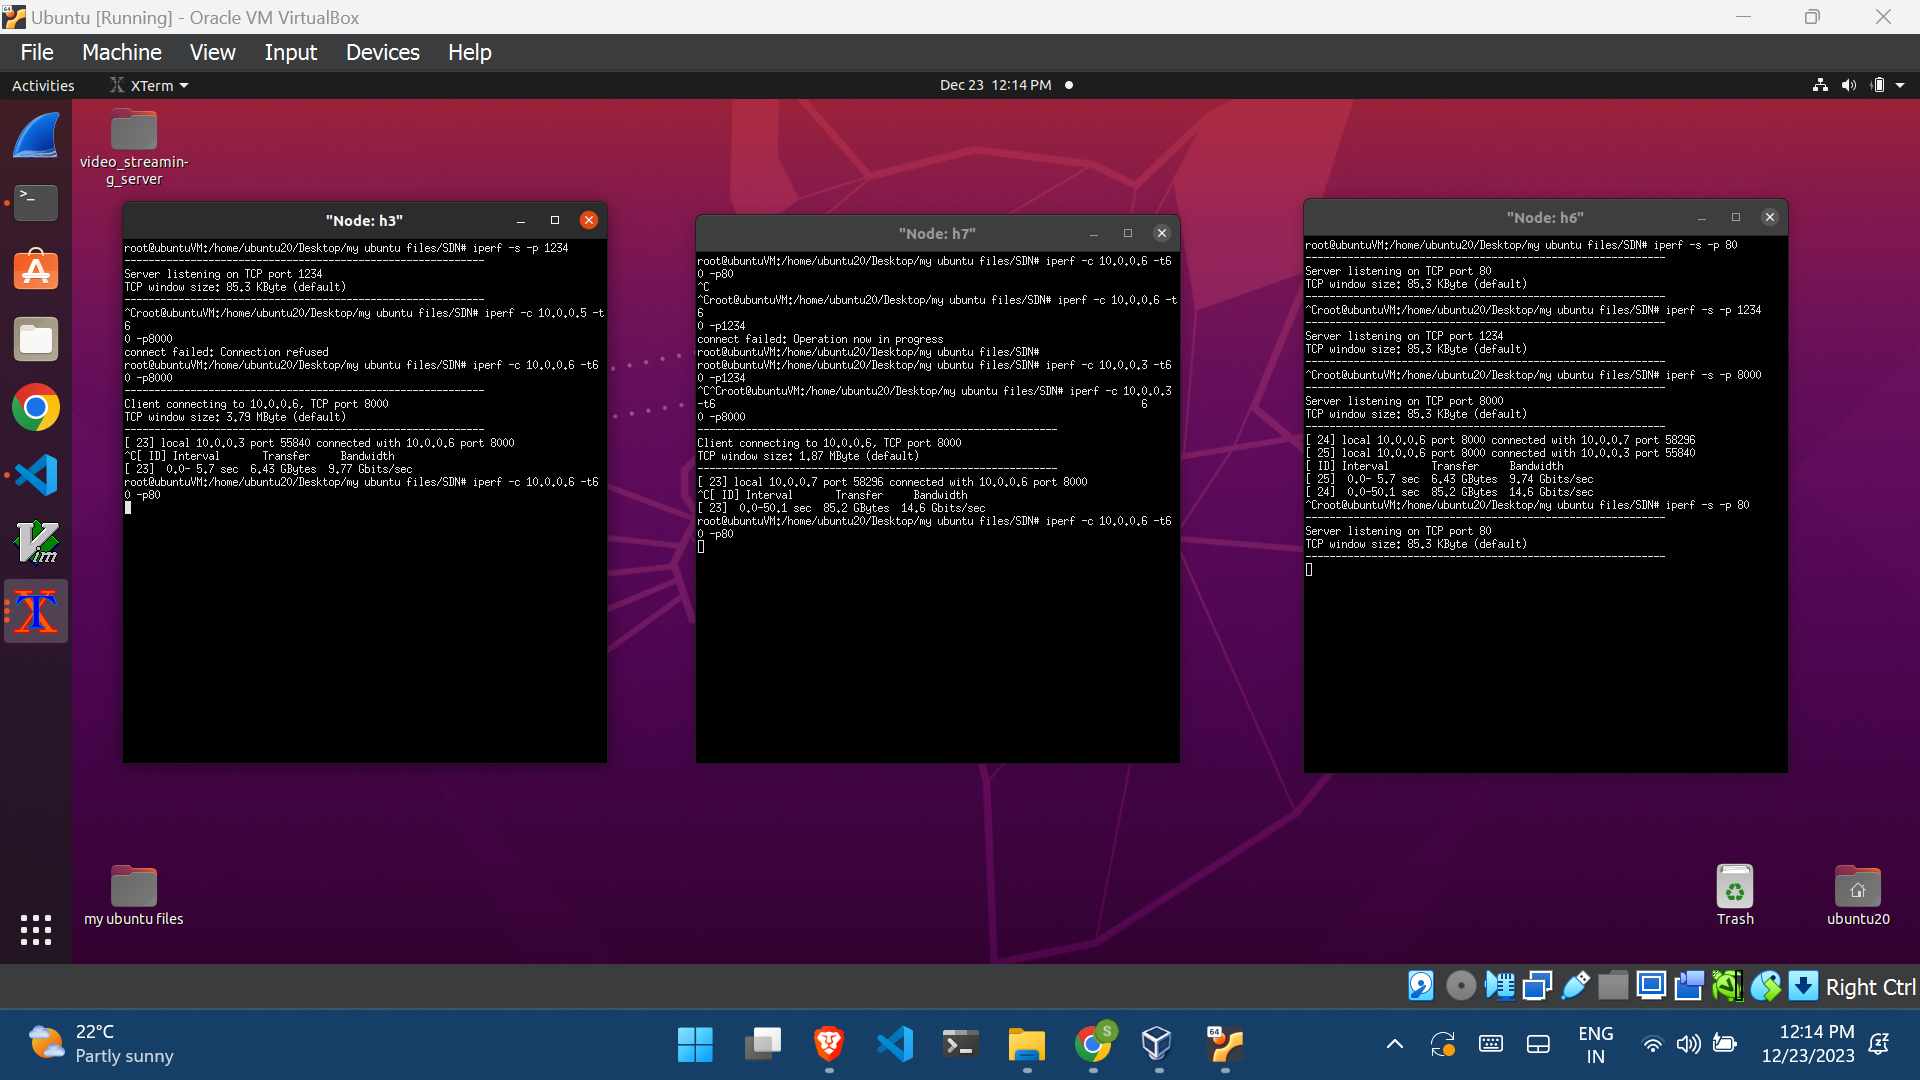 Ubuntu [Running] - Oracle VM VirtualBox
File Machine View Input Devices Help
Activities XTerm Dec 23 12:14 PM
video_streamin-
g_server
"Node: h3"
root@ubuntuVM:/home/ubuntu20/Desktop/my ubuntu files/SDN# iperf -s -p 1234
------------------------------------------------------------
Server listening on TCP port 1234
TCP window size: 85.3 KByte (default)
------------------------------------------------------------
^Croot@ubuntuVM:/home/ubuntu20/Desktop/my ubuntu files/SDN# iperf -c 10.0.0.5 -t
6
0 -p8000
connect failed: Connection refused
root@ubuntuVM:/home/ubuntu20/Desktop/my ubuntu files/SDN# iperf -c 10.0.0.6 -t6
0 -p8000
------------------------------------------------------------
Client connecting to 10.0.0.6, TCP port 8000
TCP window size: 3.79 MByte (default)
------------------------------------------------------------
[ 23] local 10.0.0.3 port 55840 connected with 10.0.0.6 port 8000
^C[ ID] Interval       Transfer     Bandwidth
[ 23]  0.0- 5.7 sec  6.43 GBytes  9.77 Gbits/sec
root@ubuntuVM:/home/ubuntu20/Desktop/my ubuntu files/SDN# iperf -c 10.0.0.6 -t6
0 -p80
"Node: h7"
root@ubuntuVM:/home/ubuntu20/Desktop/my ubuntu files/SDN# iperf -c 10.0.0.6 -t6
0 -p80
^C
^Croot@ubuntuVM:/home/ubuntu20/Desktop/my ubuntu files/SDN# iperf -c 10.0.0.6 -t
6
0 -p1234
connect failed: Operation now in progress
root@ubuntuVM:/home/ubuntu20/Desktop/my ubuntu files/SDN#
root@ubuntuVM:/home/ubuntu20/Desktop/my ubuntu files/SDN# iperf -c 10.0.0.3 -t6
0 -p1234
^C^Croot@ubuntuVM:/home/ubuntu20/Desktop/my ubuntu files/SDN# iperf -c 10.0.0.3
-t6                                                                       6
0 -p8000
------------------------------------------------------------
Client connecting to 10.0.0.6, TCP port 8000
TCP window size: 1.87 MByte (default)
------------------------------------------------------------
[ 23] local 10.0.0.7 port 58296 connected with 10.0.0.6 port 8000
^C[ ID] Interval       Transfer     Bandwidth
[ 23]  0.0-50.1 sec  85.2 GBytes  14.6 Gbits/sec
root@ubuntuVM:/home/ubuntu20/Desktop/my ubuntu files/SDN# iperf -c 10.0.0.6 -t6
0 -p80
"Node: h6"
root@ubuntuVM:/home/ubuntu20/Desktop/my ubuntu files/SDN# iperf -s -p 80
------------------------------------------------------------
Server listening on TCP port 80
TCP window size: 85.3 KByte (default)
------------------------------------------------------------
^Croot@ubuntuVM:/home/ubuntu20/Desktop/my ubuntu files/SDN# iperf -s -p 1234
------------------------------------------------------------
Server listening on TCP port 1234
TCP window size: 85.3 KByte (default)
------------------------------------------------------------
^Croot@ubuntuVM:/home/ubuntu20/Desktop/my ubuntu files/SDN# iperf -s -p 8000
------------------------------------------------------------
Server listening on TCP port 8000
TCP window size: 85.3 KByte (default)
------------------------------------------------------------
[ 24] local 10.0.0.6 port 8000 connected with 10.0.0.7 port 58296
[ 25] local 10.0.0.6 port 8000 connected with 10.0.0.3 port 55840
[ ID] Interval       Transfer     Bandwidth
[ 25]  0.0- 5.7 sec  6.43 GBytes  9.74 Gbits/sec
[ 24]  0.0-50.1 sec  85.2 GBytes  14.6 Gbits/sec
^Croot@ubuntuVM:/home/ubuntu20/Desktop/my ubuntu files/SDN# iperf -s -p 80
------------------------------------------------------------
Server listening on TCP port 80
TCP window size: 85.3 KByte (default)
------------------------------------------------------------
my ubuntu files
Trash
ubuntu20
Right Ctrl
22°C
Partly sunny
S
64
ENG
IN
12:14 PM
12/23/2023